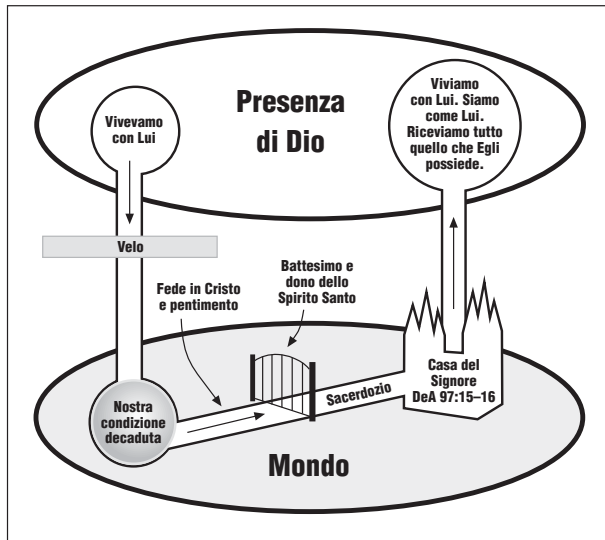 Presenza
di Dio
Vivevamo
con Lui
Viviamo
con Lui. Siamo
come Lui.
Riceviamo tutto
quello che Egli
possiede.
Velo
Fede in Cristo
e pentimento
Battesimo e
dono dello
Spirito Santo
Nostra
condizione
decaduta
Sacerdozio
Casa del
Signore
DeA 97:15–16
Mondo